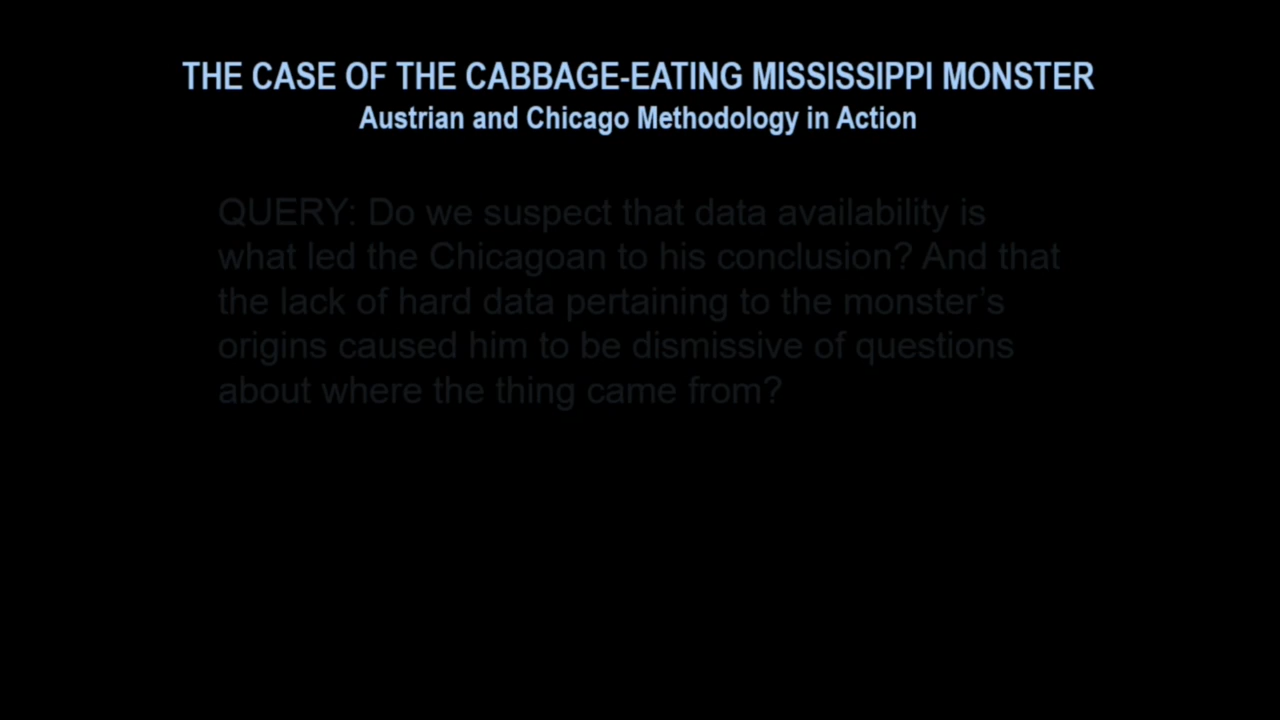 THE CASE OF THE CABBAGE-EATING MISSISSIPPI MONSTER
Austrian and Chicago Methodology in Action
QUERY: Do we suspect that data availability is
what led the Chicagoan to his conclusion? And that
the lack of hard data pertaining to the monster’s
origins caused him to be dismissive of questions
about where the thing came from?